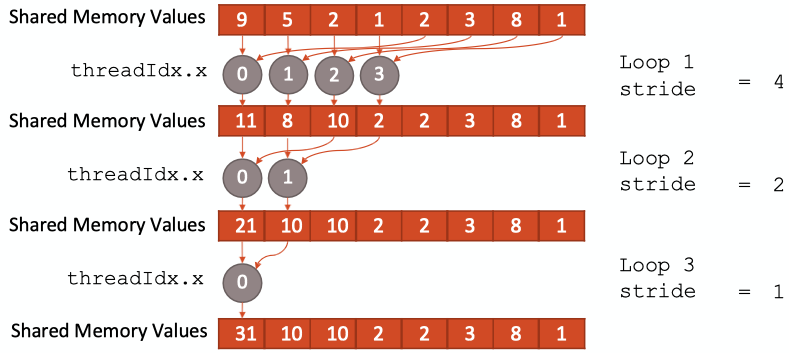 Shared Memory Values 9 5 2 1 2 3 8 1
threadIdx.x 0 1 2 3
Loop 1
stride = 4
Shared Memory Values 11 8 10 2 2 3 8 1
threadIdx.x 0 1
Loop 2
stride = 2
Shared Memory Values 21 10 10 2 2 3 8 1
threadIdx.x 0
Loop 3
stride = 1
Shared Memory Values 31 10 10 2 2 3 8 1